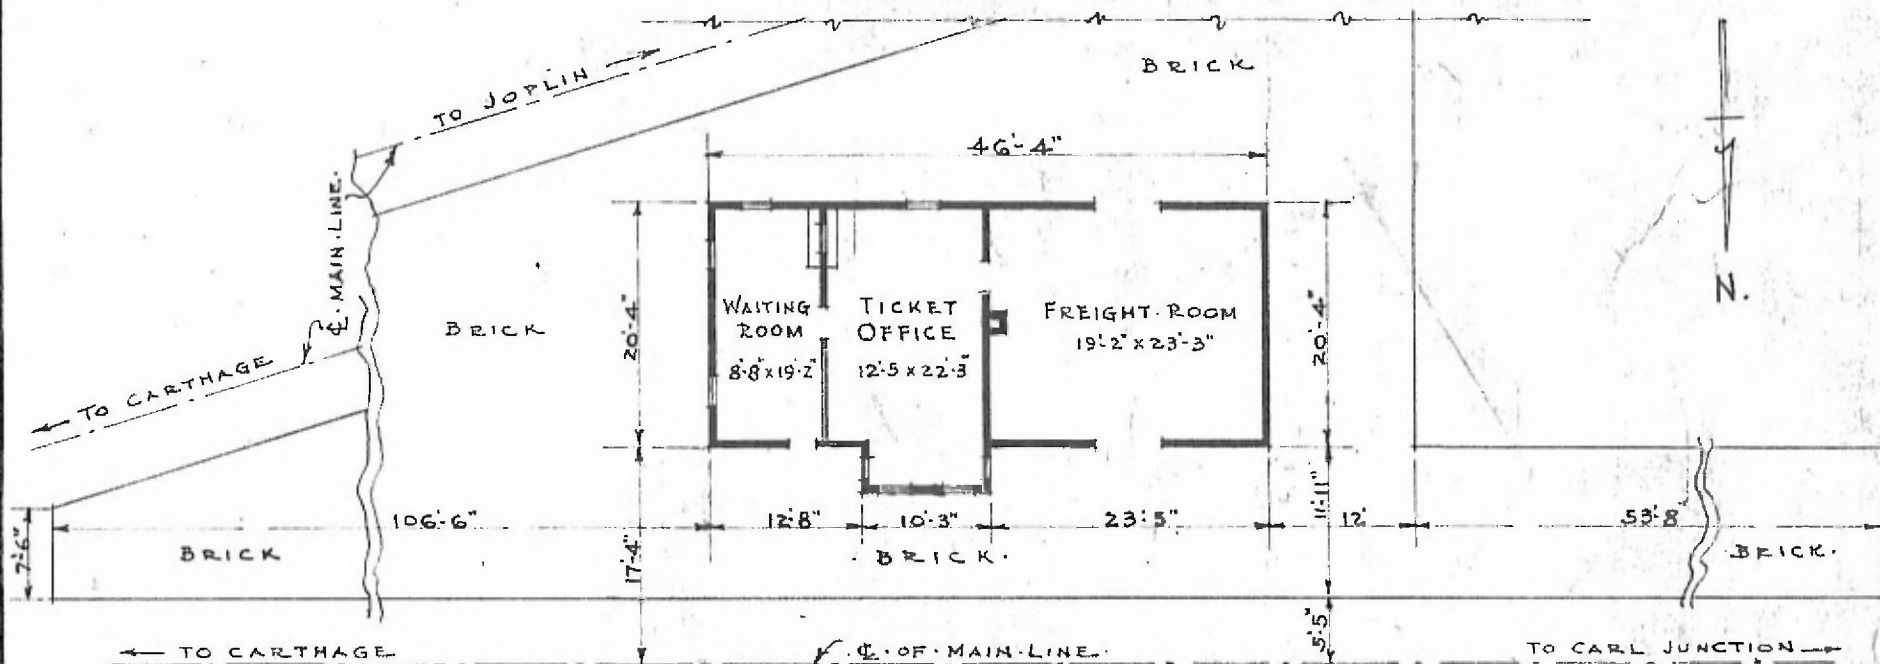 BRICK
TO JOPLIN
46'-4"
℄ MAIN LINE.
N.
BRICK
20'-4"
WAITING
ROOM
8'-8" x 19'-2"
TICKET
OFFICE
12'-5 x 22'-3"
FREIGHT ROOM
19'-2" x 23'-3"
20'-4"
TO CARTHAGE
7'-6"
106'-6"
12'-8"
10'-3"
23'-5"
11'-11"
12'
53'-8"
BRICK
17'-4"
. BRICK.
BRICK.
5'-5"
TO CARTHAGE
℄ OF MAIN LINE.
TO CARL JUNCTION